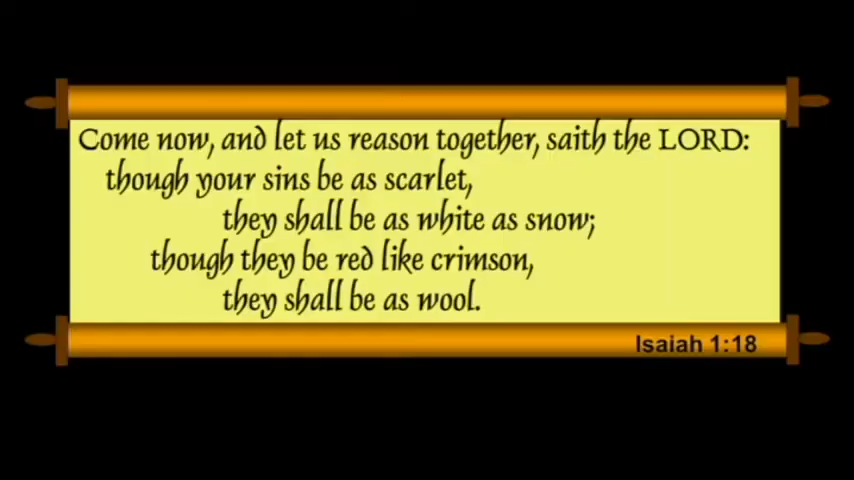 Come now, and let us reason together, saith the LORD:
though your sins be as scarlet,
they shall be as white as snow;
though they be red like crimson,
they shall be as wool.
Isaiah 1:18